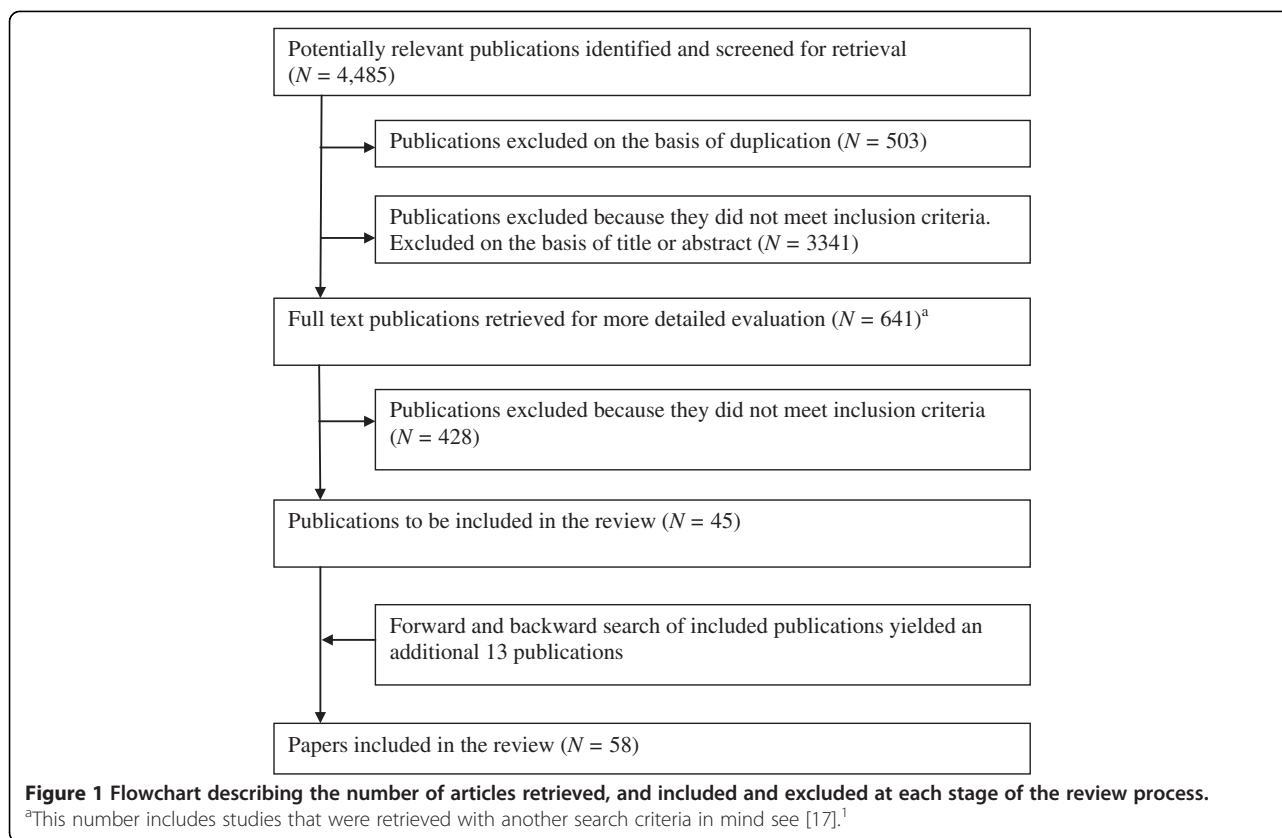 Potentially relevant publications identified and screened for retrieval
(N = 4,485)
Publications excluded on the basis of duplication (N = 503)
Publications excluded because they did not meet inclusion criteria.
Excluded on the basis of title or abstract (N = 3341)
Full text publications retrieved for more detailed evaluation (N = 641)a
Publications excluded because they did not meet inclusion criteria
(N = 428)
Publications to be included in the review (N = 45)
Forward and backward search of included publications yielded an
additional 13 publications
Papers included in the review (N = 58)
Figure 1 Flowchart describing the number of articles retrieved, and included and excluded at each stage of the review process.
aThis number includes studies that were retrieved with another search criteria in mind see [17].1